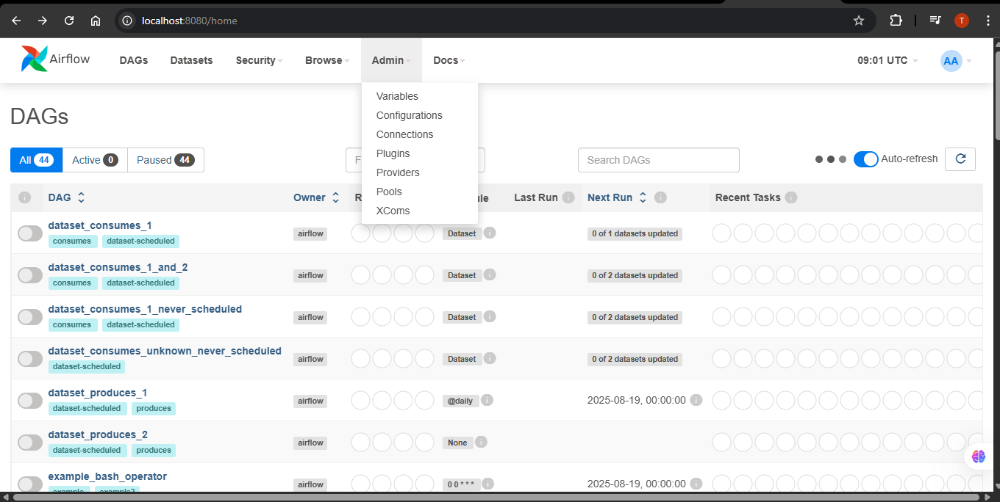 localhost:8080/home
T
Airflow
DAGs Datasets Security Browse Admin Docs 09:01 UTC AA
Variables
Configurations
Connections
Plugins
Providers
Pools
XComs
DAGs
All 44 Active 0 Paused 44 F Search DAGs Auto-refresh
DAG Owner R ule Last Run Next Run Recent Tasks
dataset_consumes_1
consumes dataset-scheduled airflow Dataset 0 of 1 datasets updated
dataset_consumes_1_and_2
consumes dataset-scheduled airflow Dataset 0 of 2 datasets updated
dataset_consumes_1_never_scheduled
consumes dataset-scheduled airflow Dataset 0 of 2 datasets updated
dataset_consumes_unknown_never_scheduled
dataset-scheduled airflow Dataset 0 of 2 datasets updated
dataset_produces_1
dataset-scheduled produces airflow @daily 2025-08-19, 00:00:00
dataset_produces_2
dataset-scheduled produces airflow None
example_bash_operator
example example2 airflow 0 0 * * * 2025-08-19, 00:00:00